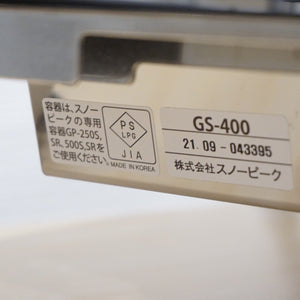 容器は、スノー
ピークの専用
容器GP-250S,
SR、500S,SRを
ご使用ください。
PS
LPG
JIA
MADE IN KOREA
GS-400
21.09-043395
株式会社スノーピーク